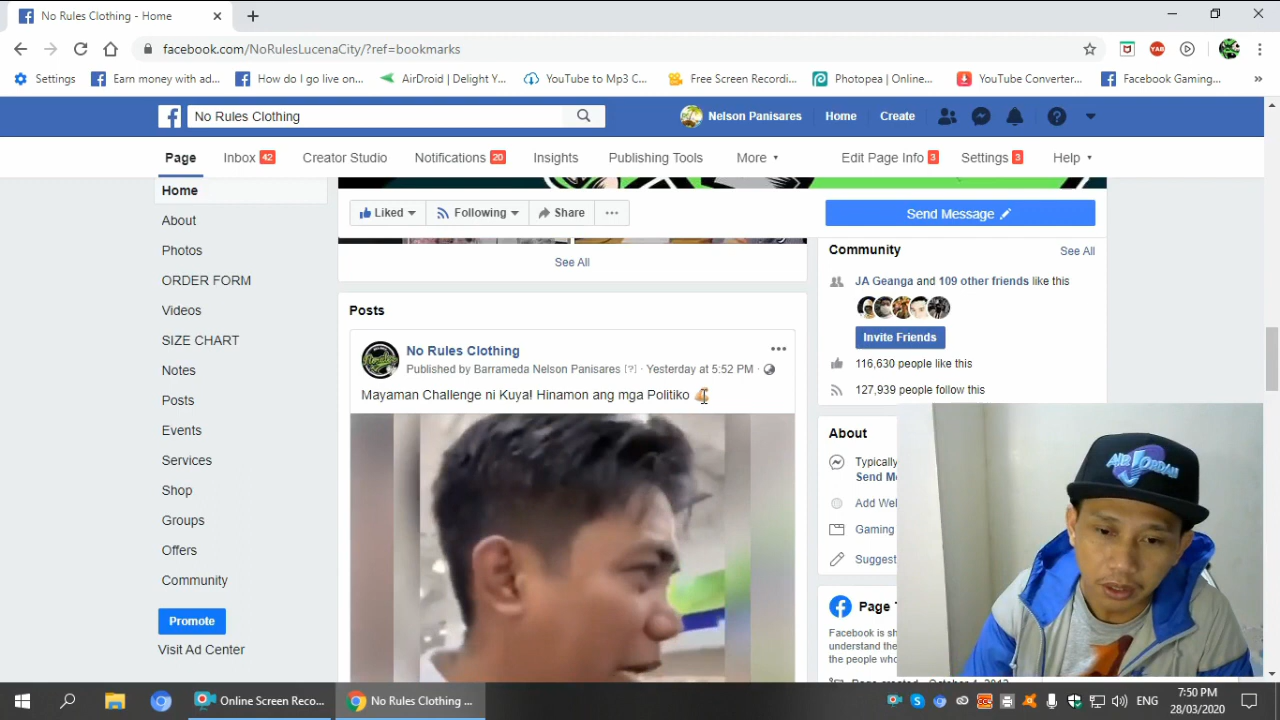 No Rules Clothing - Home
facebook.com/NoRulesLucenaCity/?ref=bookmarks
Settings Earn money with ad... How do I go live on... AirDroid | Delight Y... YouTube to Mp3 C... Free Screen Recordi... Photopea | Online... YouTube Converter... Facebook Gaming... »
No Rules Clothing Nelson Panisares Home Create
Page Inbox 42 Creator Studio Notifications 20 Insights Publishing Tools More Edit Page Info 3 Settings 3 Help
Home
About
Photos
ORDER FORM
Videos
SIZE CHART
Notes
Posts
Events
Services
Shop
Groups
Offers
Community
Promote
Visit Ad Center
Liked Following Share ... Send Message
See All
Posts
No Rules Clothing
Published by Barrameda Nelson Panisares [?] · Yesterday at 5:52 PM ·
Mayaman Challenge ni Kuya! Hinamon ang mga Politiko
Community See All
JA Geanga and 109 other friends like this
Invite Friends
116,630 people like this
127,939 people follow this
About
Typically
Send M
Add We
Gaming
Suggest
Page T
Facebook is sh
understand the
the people who
AIR JORDAN
Online Screen Reco... No Rules Clothing ... ENG 7:50 PM
28/03/2020